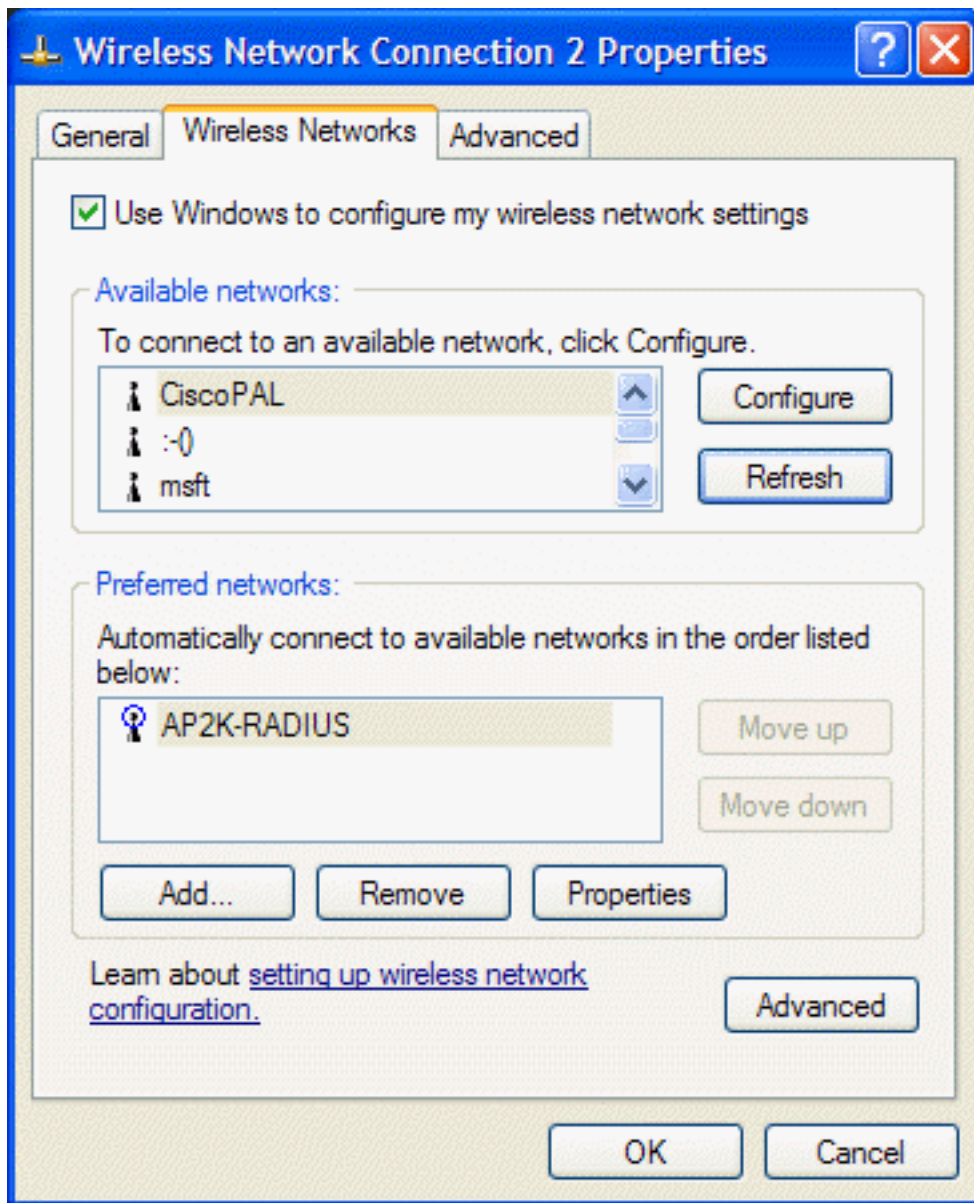 Wireless Network Connection 2 Properties
General
Wireless Networks
Advanced
Use Windows to configure my wireless network settings
Available networks:
To connect to an available network, click Configure.
CiscoPAL
:-()
msft
Configure
Refresh
Preferred networks:
Automatically connect to available networks in the order listed
below:
AP2K-RADIUS
Move up
Move down
Add...
Remove
Properties
Learn about setting up wireless network
configuration.
Advanced
OK
Cancel